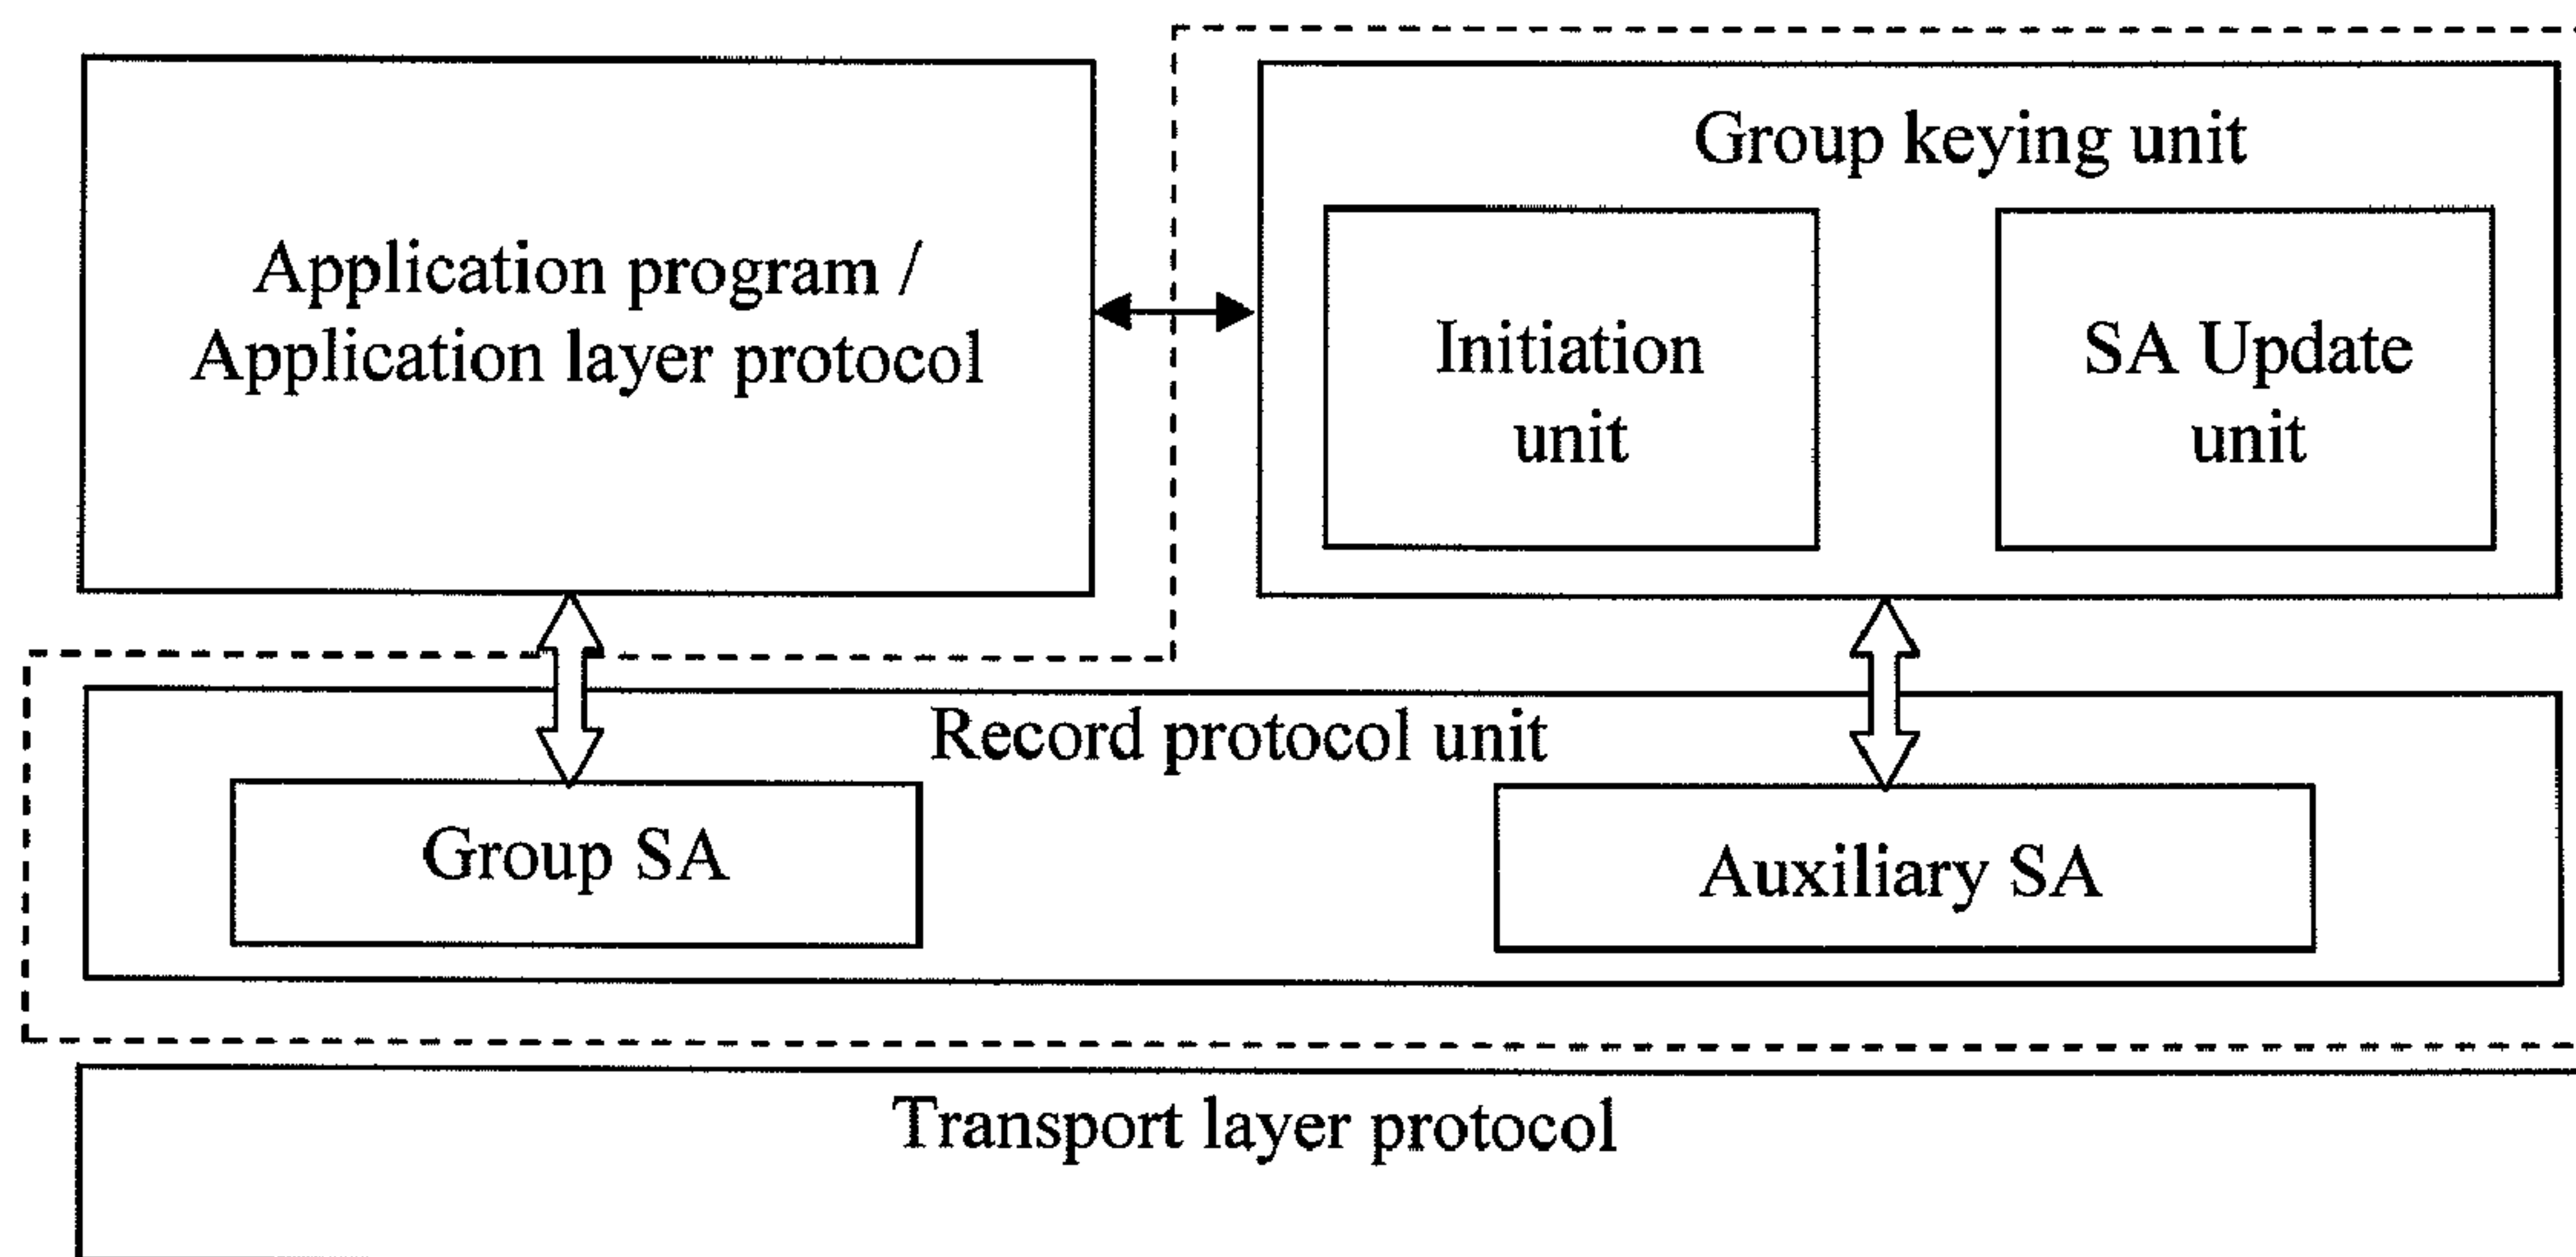 Application program /
Application layer protocol
Group keying unit
Initiation
unit
SA Update
unit
Record protocol unit
Group SA
Auxiliary SA
Transport layer protocol